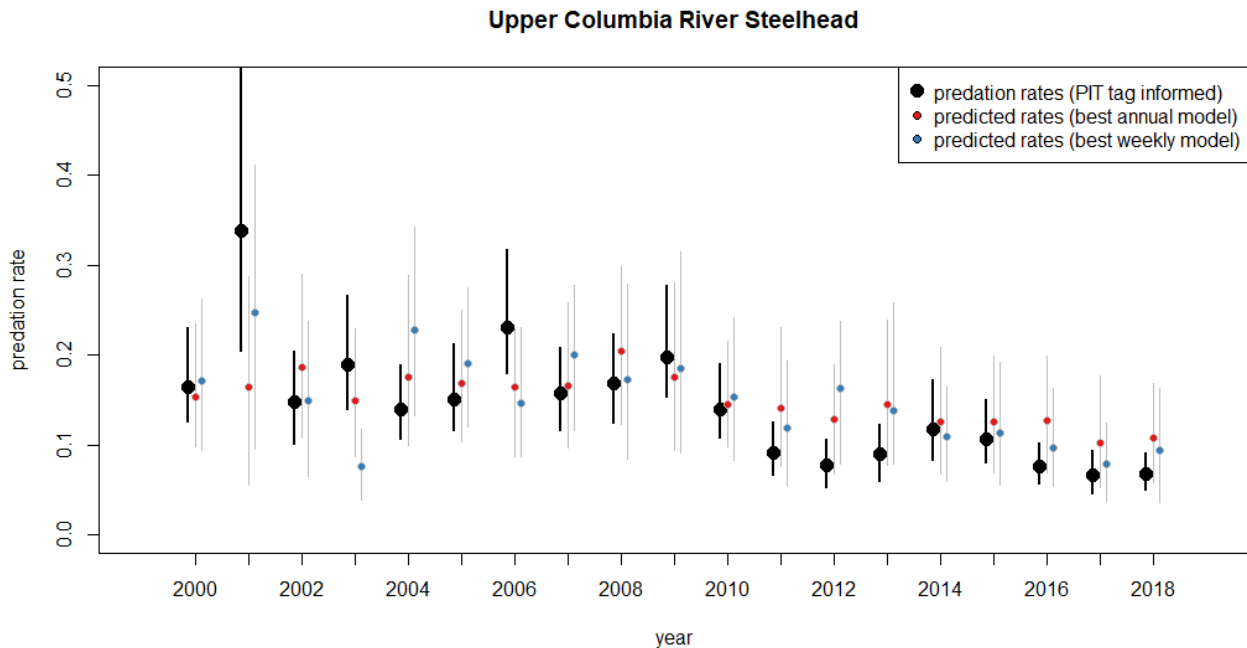 Upper Columbia River Steelhead
predation rates (PIT tag informed)
predicted rates (best annual model)
predicted rates (best weekly model)
predation rate
0.5
0.4
0.3
0.2
0.1
0.0
2000 2002 2004 2006 2008 2010 2012 2014 2016 2018
year